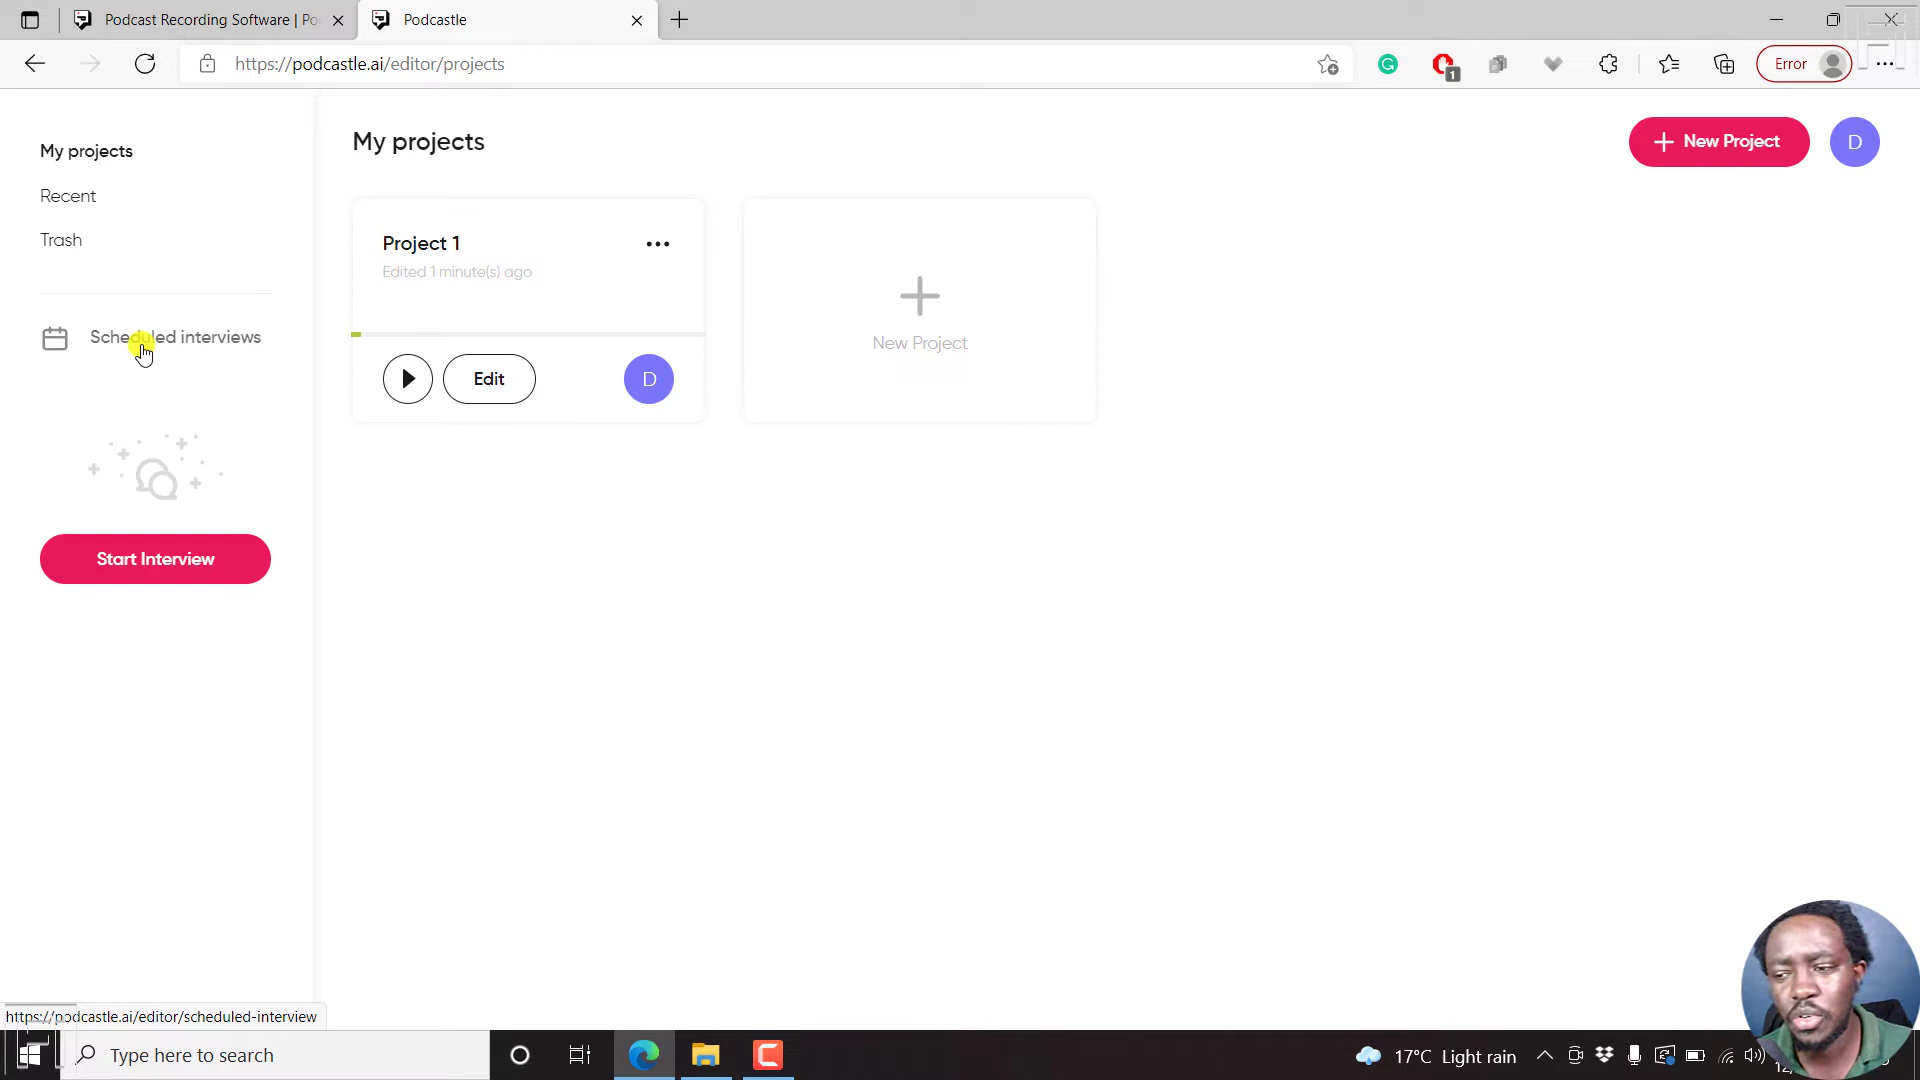 Podcast Recording Software | Po
Podcastle
https://podcastle.ai/editor/projects
1
Error
My projects
Recent
Trash
Scheduled interviews
Start Interview
My projects
New Project
D
Project 1
Edited 1 minute(s) ago
Edit
D
New Project
https://podcastle.ai/editor/scheduled-interview
Type here to search
17°C Light rain